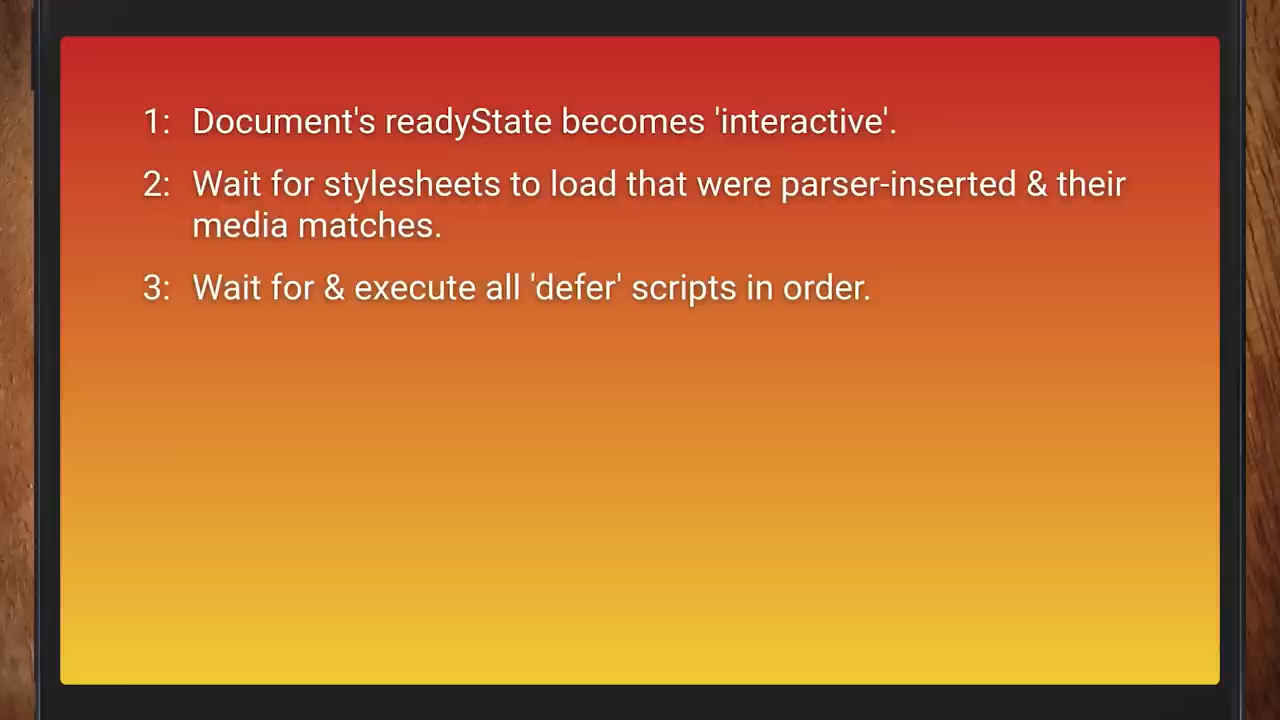 1: Document's readyState becomes 'interactive'.
2: Wait for stylesheets to load that were parser-inserted & their
media matches.
3: Wait for & execute all 'defer' scripts in order.